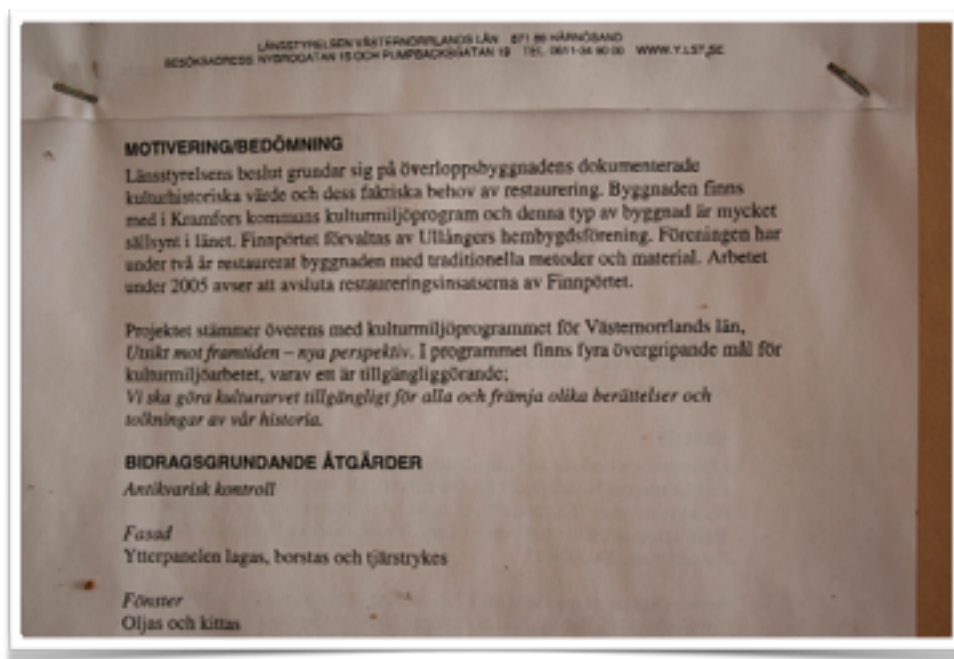 LÄNSSTYRELSEN VÄSTERNORRLANDS LÄN 871 86 HÄRNÖSAND
BESÖKSADRESS NYBROGATAN 15 OCH PUMPBACKSGATAN 19 TEL. 0611-34 90 00 WWW.Y.LST.SE
MOTIVERING/BEDÖMNING
Länsstyrelsens beslut grundar sig på överloppsbyggnadens dokumenterade
kulturhistoriska värde och dess faktiska behov av restaurering. Byggnaden finns
med i Kramfors kommuns kulturmiljöprogram och denna typ av byggnad är mycket
sällsynt i länet. Finnpörtet förvaltas av Ullångers hembygdsförening. Föreningen har
under två år restaurerat byggnaden med traditionella metoder och material. Arbetet
under 2005 avser att avsluta restaureringsinsatserna av Finnpörtet.
Projektet stämmer överens med kulturmiljöprogrammet för Västernorrlands län,
Utsikt mot framtiden – nya perspektiv. I programmet finns fyra övergripande mål för
kulturmiljöarbetet, varav ett är tillgängliggörande;
Vi ska göra kulturarvet tillgängligt för alla och främja olika berättelser och
tolkningar av vår historia.
BIDRAGSGRUNDANDE ÅTGÄRDER
Antikvarisk kontroll
Fasad
Ytterpanelen lagas, borstas och tjärstrykes
Fönster
Oljas och kittas